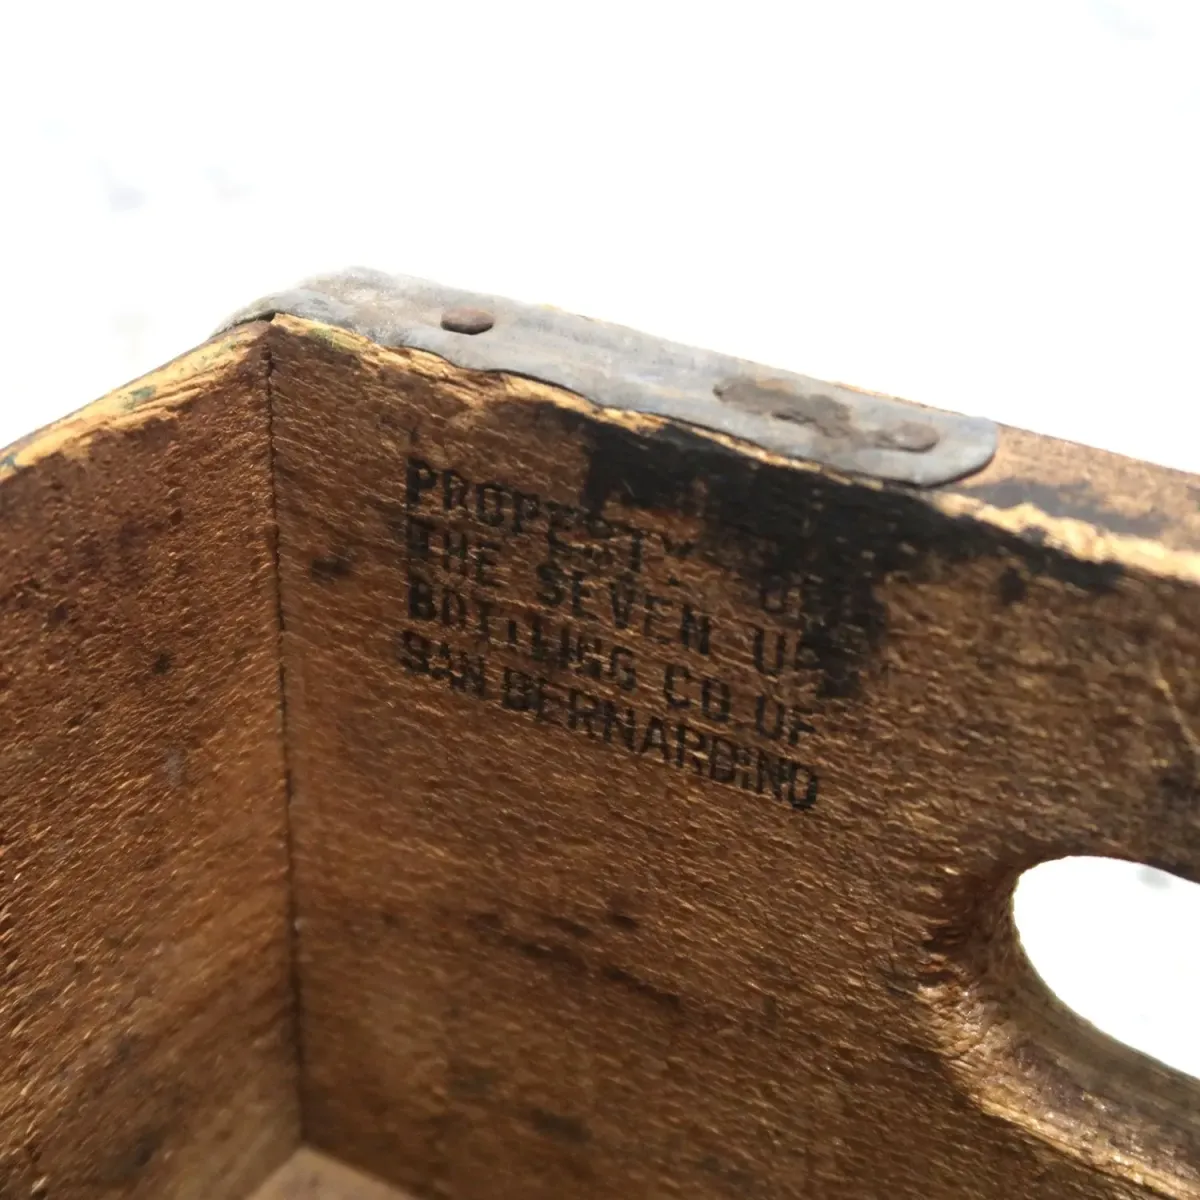 PROPERTY OF
THE SEVEN UP
BOTTLING CO. OF
SAN BERNARDINO